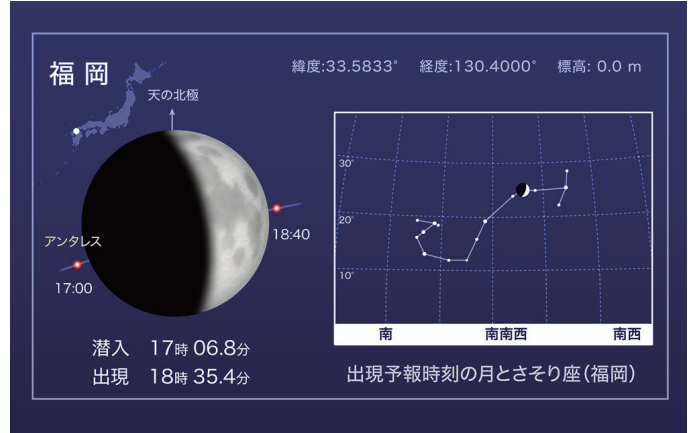 福岡
緯度:33.5833° 経度:130.4000° 標高: 0.0 m
天の北極
アンタレス
17:00
18:40
潜入 17時 06.8分
出現 18時 35.4分
30°
20°
10°
南 南南西 南西
出現予報時刻の月とさそり座(福岡)